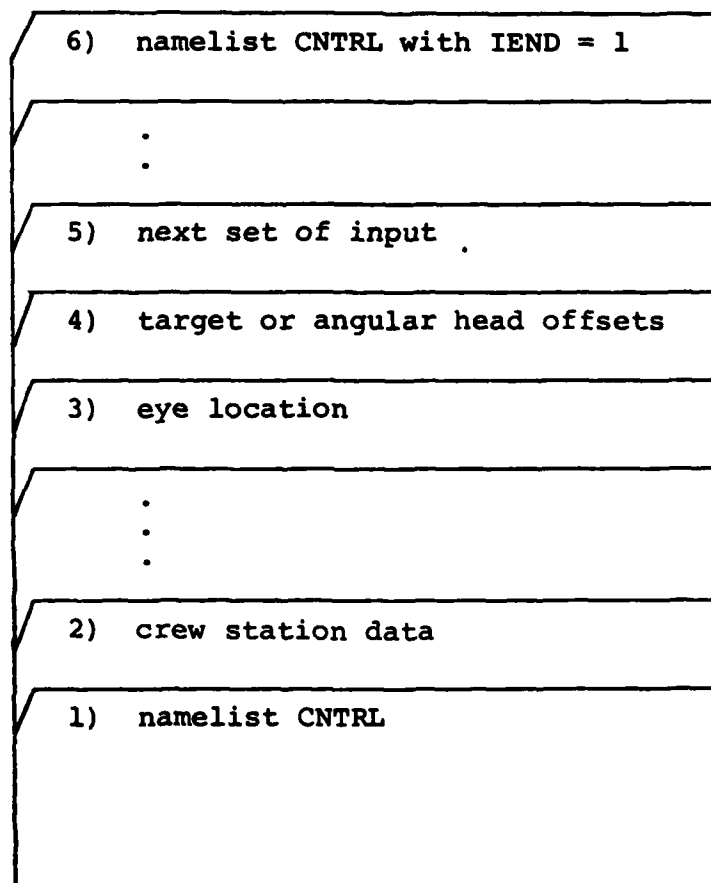 6) namelist CNTRL with IEND = 1
.
.
5) next set of input .
4) target or angular head offsets
3) eye location
.
.
.
2) crew station data
1) namelist CNTRL